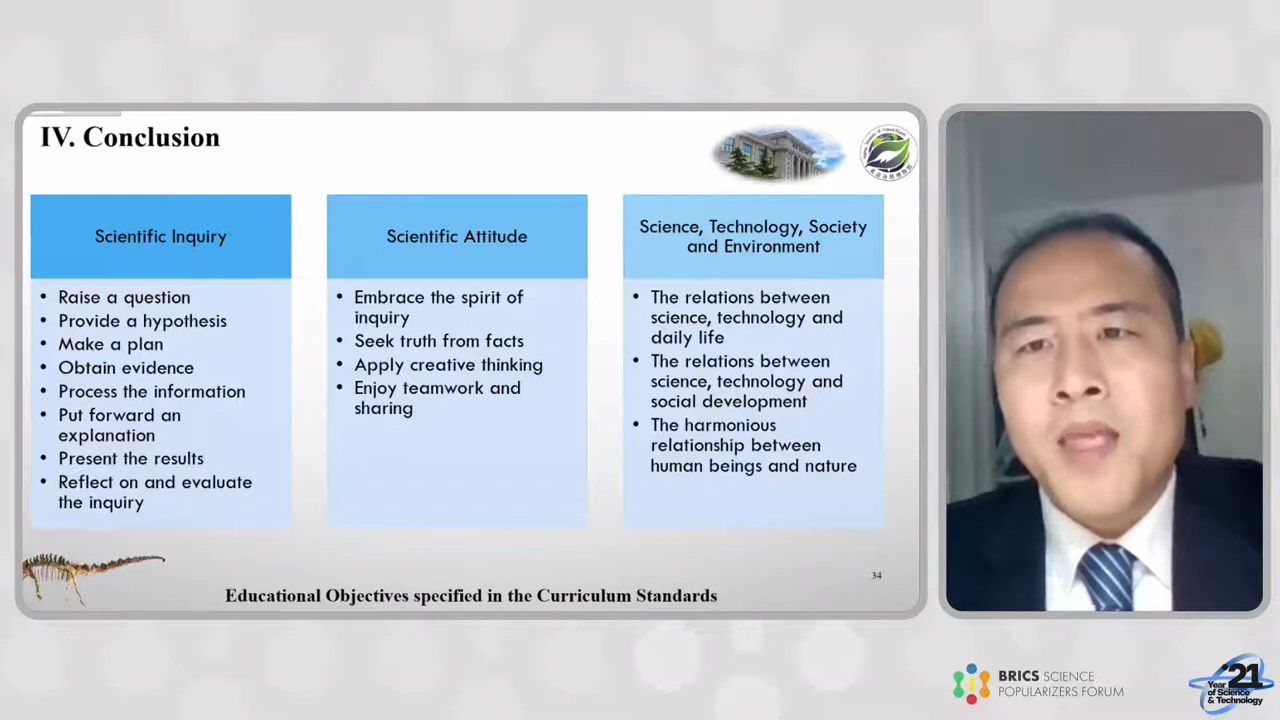 IV. Conclusion
Scientific Inquiry
• Raise a question
• Provide a hypothesis
• Make a plan
• Obtain evidence
• Process the information
• Put forward an
explanation
• Present the results
• Reflect on and evaluate
the inquiry
Scientific Attitude
• Embrace the spirit of
inquiry
• Seek truth from facts
• Apply creative thinking
• Enjoy teamwork and
sharing
Science, Technology, Society
and Environment
• The relations between
science, technology and
daily life
• The relations between
science, technology and
social development
• The harmonious
relationship between
human beings and nature
34
Educational Objectives specified in the Curriculum Standards
BRICS SCIENCE
POPULARIZERS FORUM
'21
Year
of Science
& Technology